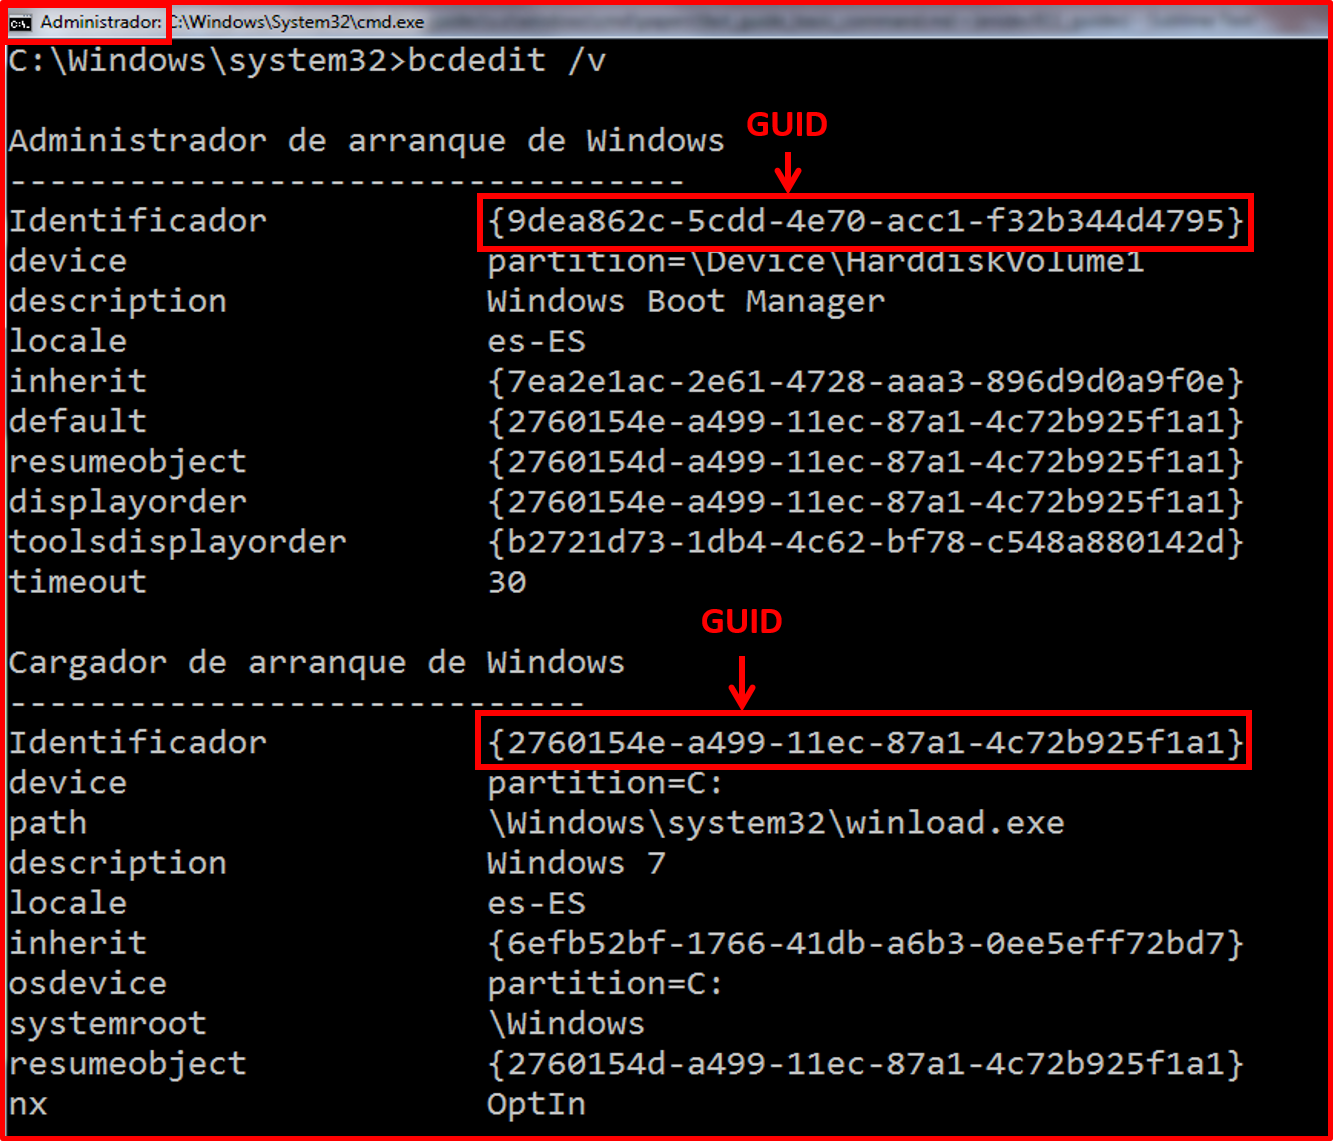 Administrador: C:\Windows\System32\cmd.exe
C:\Windows\system32>bcdedit /v
GUID
Administrador de arranque de Windows
----------------------------------
Identificador {9dea862c-5cdd-4e70-acc1-f32b344d4795}
device partition=\Device\HarddiskVolume1
description Windows Boot Manager
locale es-ES
inherit {7ea2e1ac-2e61-4728-aaa3-896d9d0a9f0e}
default {2760154e-a499-11ec-87a1-4c72b925f1a1}
resumeobject {2760154d-a499-11ec-87a1-4c72b925f1a1}
displayorder {2760154e-a499-11ec-87a1-4c72b925f1a1}
toolsdisplayorder {b2721d73-1db4-4c62-bf78-c548a880142d}
timeout 30
GUID
Cargador de arranque de Windows
-----------------------------
Identificador {2760154e-a499-11ec-87a1-4c72b925f1a1}
device partition=C:
path \Windows\system32\winload.exe
description Windows 7
locale es-ES
inherit {6efb52bf-1766-41db-a6b3-0ee5eff72bd7}
osdevice partition=C:
systemroot \Windows
resumeobject {2760154d-a499-11ec-87a1-4c72b925f1a1}
nx OptIn